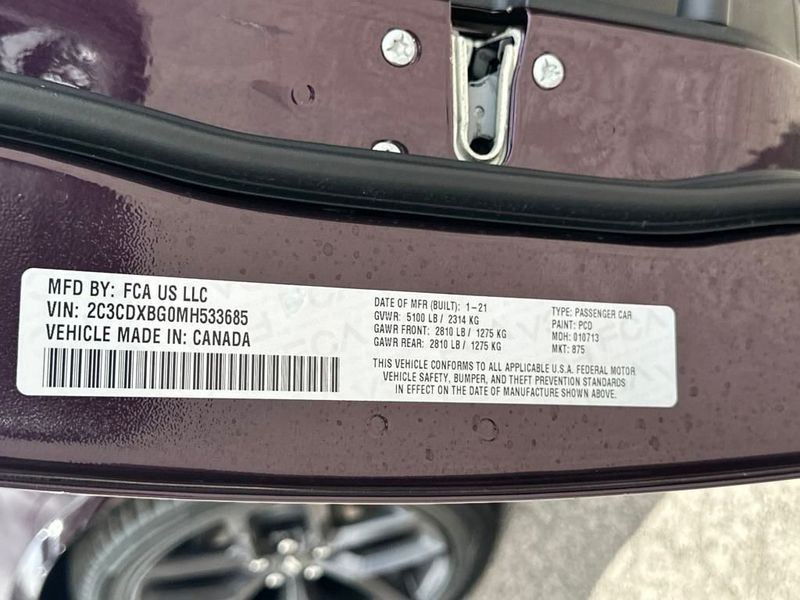 MFD BY: FCA US LLC
VIN: 2C3CDXBG0MH533685
VEHICLE MADE IN: CANADA
DATE OF MFR (BUILT): 1-21
GVWR: 5100 LB / 2314 KG
GAWR FRONT: 2810 LB / 1275 KG
GAWR REAR: 2810 LB / 1275 KG
TYPE: PASSENGER CAR
PAINT: PCD
MDH: 010713
MKT: 875
THIS VEHICLE CONFORMS TO ALL APPLICABLE U.S.A. FEDERAL MOTOR
VEHICLE SAFETY, BUMPER, AND THEFT PREVENTION STANDARDS
IN EFFECT ON THE DATE OF MANUFACTURE SHOWN ABOVE.